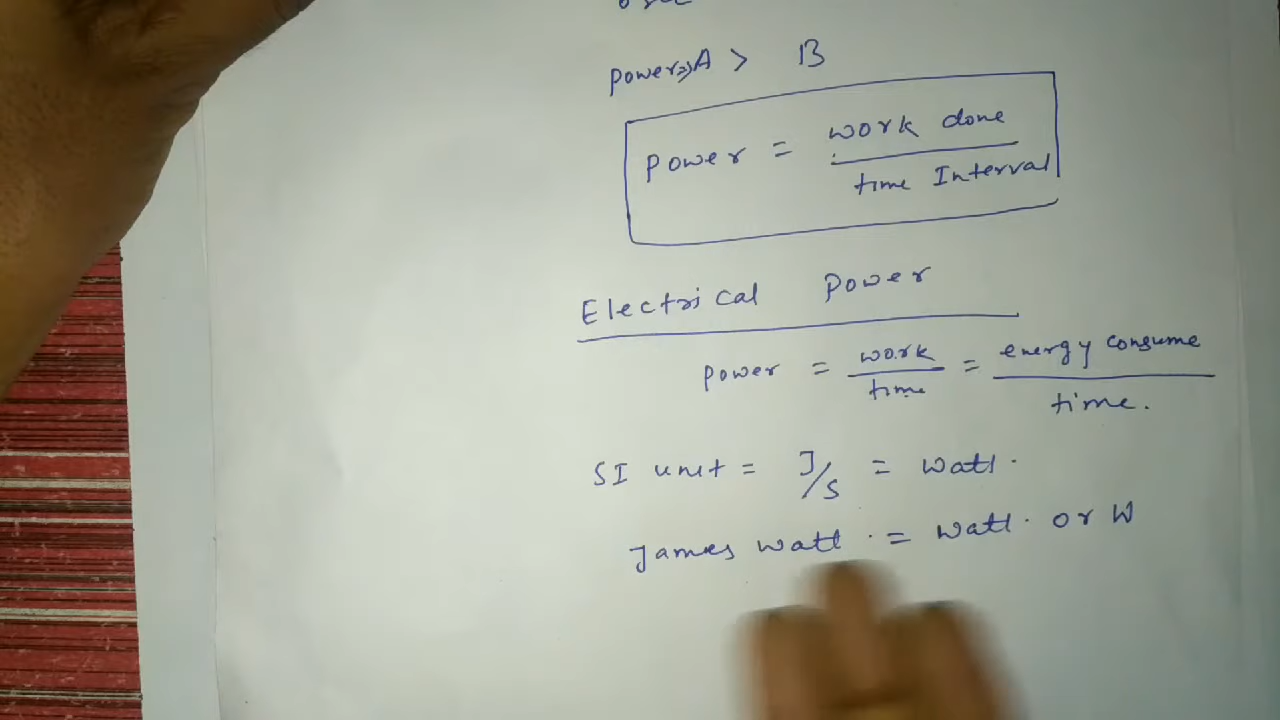 Power => A > B
Power = work done / time Interval
Electrical Power
Power = work / time = energy consume / time.
SI unit = J/s = Watt.
James Watt. = Watt. or W